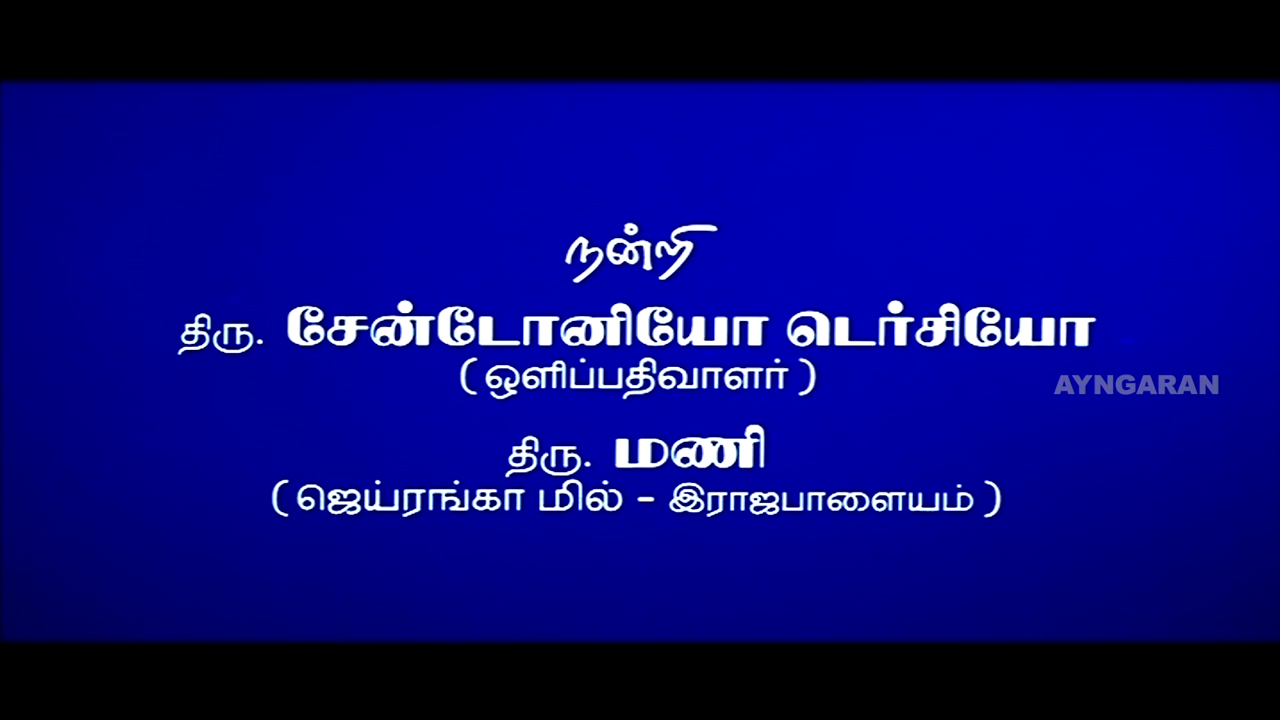 நன்றி
திரு. சேன்டோனியோ டெர்சியோ
( ஒளிப்பதிவாளர் )
AYNGARAN
திரு. மணி
( ஜெய்ரங்கா மில் - இராஜபாளையம் )